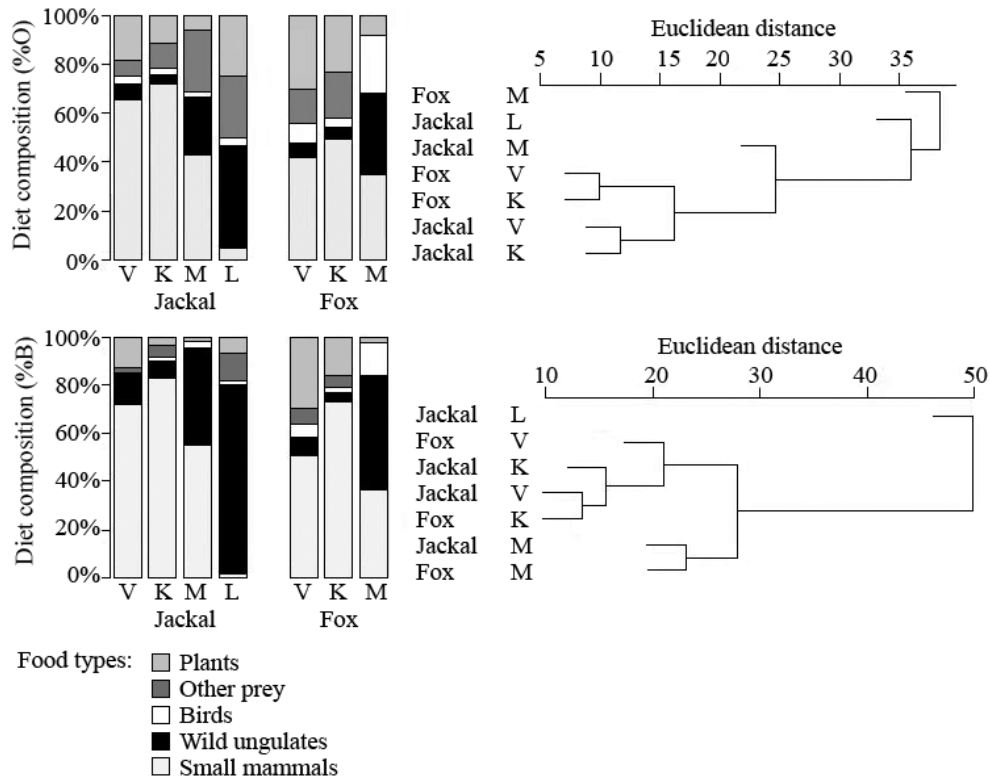 Diet composition (%O)
100%
80%
60%
40%
20%
0%
V K M L
Jackal
V K M
Fox
Euclidean distance
5 10 15 20 25 30 35
Fox M
Jackal L
Jackal M
Fox V
Fox K
Jackal V
Jackal K
Diet composition (%B)
100%
80%
60%
40%
20%
0%
V K M L
Jackal
V K M
Fox
Euclidean distance
10 20 30 40 50
Jackal L
Fox V
Jackal K
Jackal V
Fox K
Jackal M
Fox M
Food types:
Plants
Other prey
Birds
Wild ungulates
Small mammals